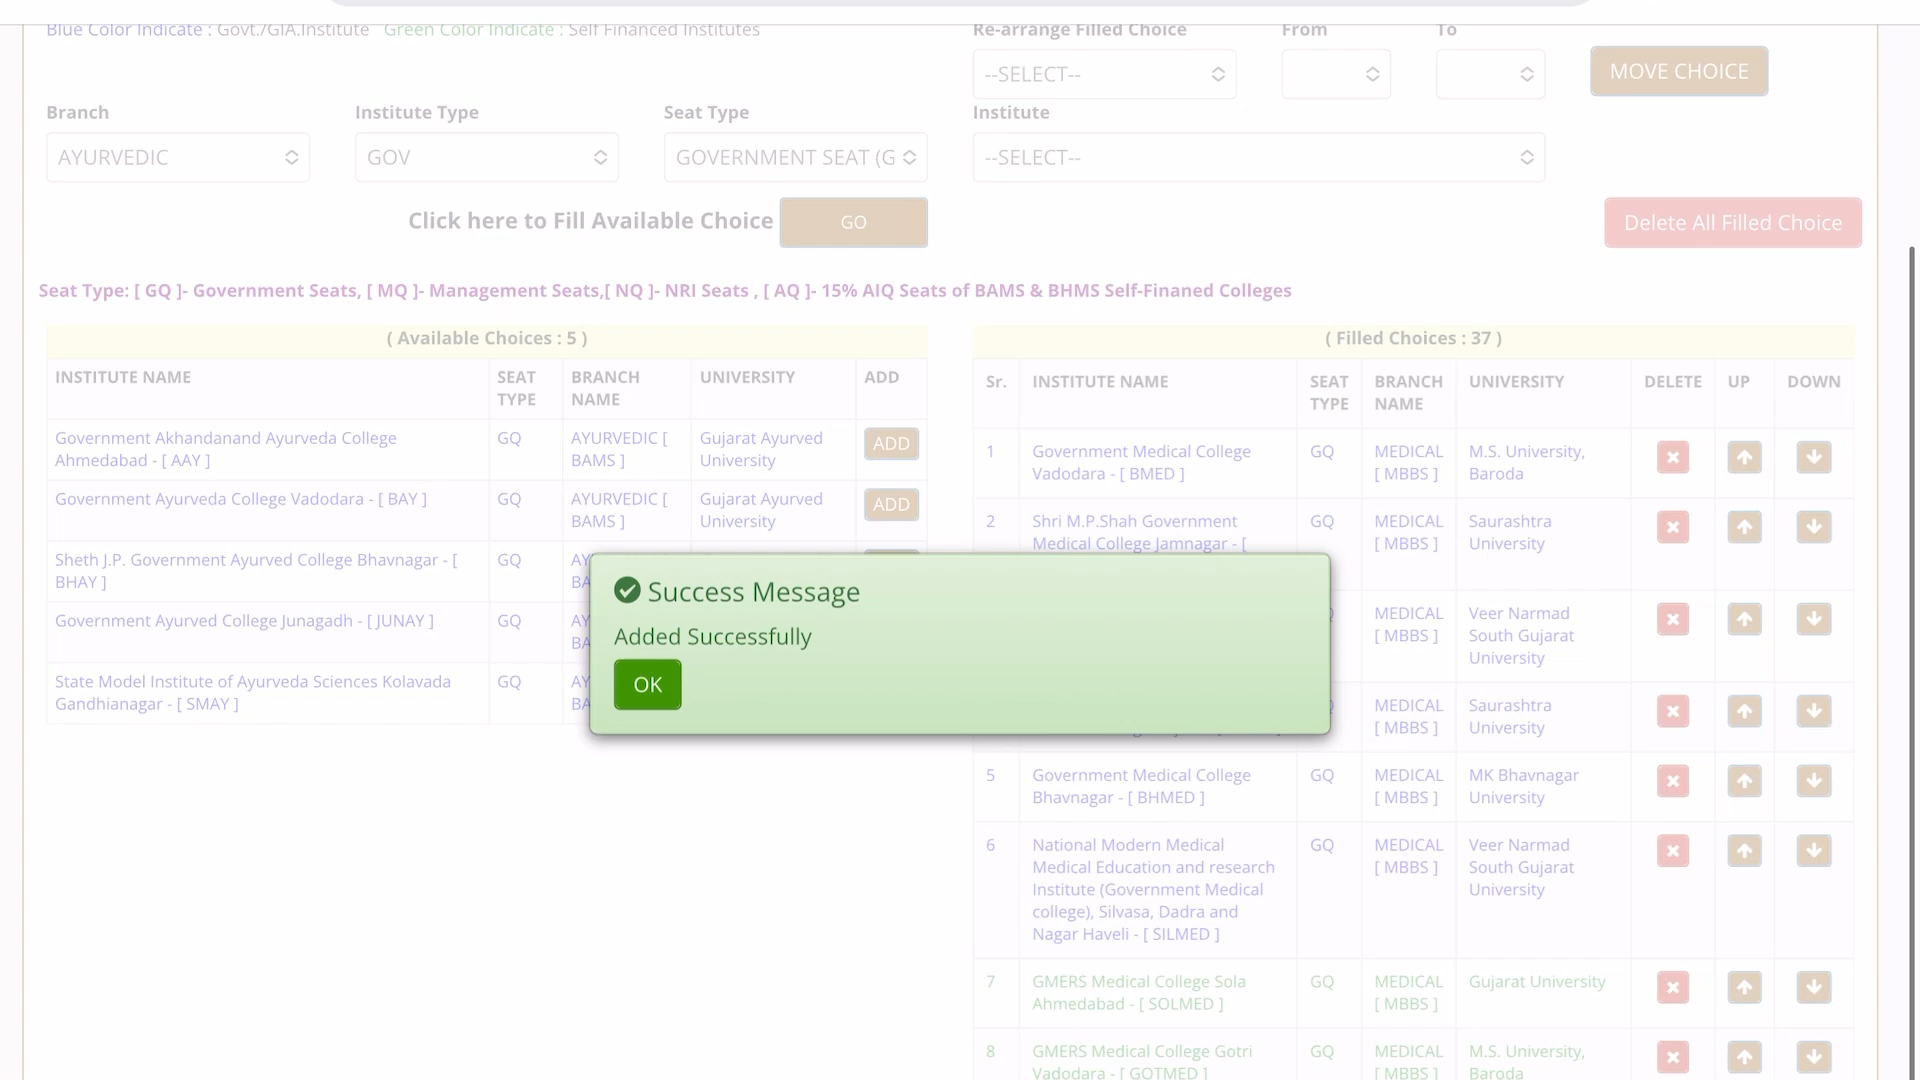 Blue Color Indicate : Govt./GIA.Institute Green Color Indicate : Self Financed Institutes
Re-arrange Filled Choice From To
--SELECT--
MOVE CHOICE
Branch Institute Type Seat Type Institute
AYURVEDIC GOV GOVERNMENT SEAT (G --SELECT--
Click here to Fill Available Choice GO
Delete All Filled Choice
Seat Type: [ GQ ]- Government Seats, [ MQ ]- Management Seats,[ NQ ]- NRI Seats , [ AQ ]- 15% AIQ Seats of BAMS & BHMS Self-Finaned Colleges
( Available Choices : 5 )
INSTITUTE NAME SEAT BRANCH UNIVERSITY ADD
TYPE NAME
Government Akhandanand Ayurveda College GQ AYURVEDIC [ Gujarat Ayurved ADD
Ahmedabad - [ AAY ] BAMS ] University
Government Ayurveda College Vadodara - [ BAY ] GQ AYURVEDIC [ Gujarat Ayurved ADD
BAMS ] University
Sheth J.P. Government Ayurved College Bhavnagar - [ GQ AY
BHAY ] BA
Government Ayurved College Junagadh - [ JUNAY ] GQ AY
BA
State Model Institute of Ayurveda Sciences Kolavada GQ AY
Gandhianagar - [ SMAY ] BA
( Filled Choices : 37 )
Sr. INSTITUTE NAME SEAT BRANCH UNIVERSITY DELETE UP DOWN
TYPE NAME
1 Government Medical College GQ MEDICAL M.S. University,
Vadodara - [ BMED ] [ MBBS ] Baroda
2 Shri M.P.Shah Government GQ MEDICAL Saurashtra
Medical College Jamnagar - [ [ MBBS ] University
MEDICAL Veer Narmad
[ MBBS ] South Gujarat
University
MEDICAL Saurashtra
[ MBBS ] University
5 Government Medical College GQ MEDICAL MK Bhavnagar
Bhavnagar - [ BHMED ] [ MBBS ] University
6 National Modern Medical GQ MEDICAL Veer Narmad
Medical Education and research [ MBBS ] South Gujarat
Institute (Government Medical University
college), Silvasa, Dadra and
Nagar Haveli - [ SILMED ]
7 GMERS Medical College Sola GQ MEDICAL Gujarat University
Ahmedabad - [ SOLMED ] [ MBBS ]
8 GMERS Medical College Gotri GQ MEDICAL M.S. University,
Vadodara - [ GOTMED ] [ MBBS ] Baroda
Success Message
Added Successfully
OK